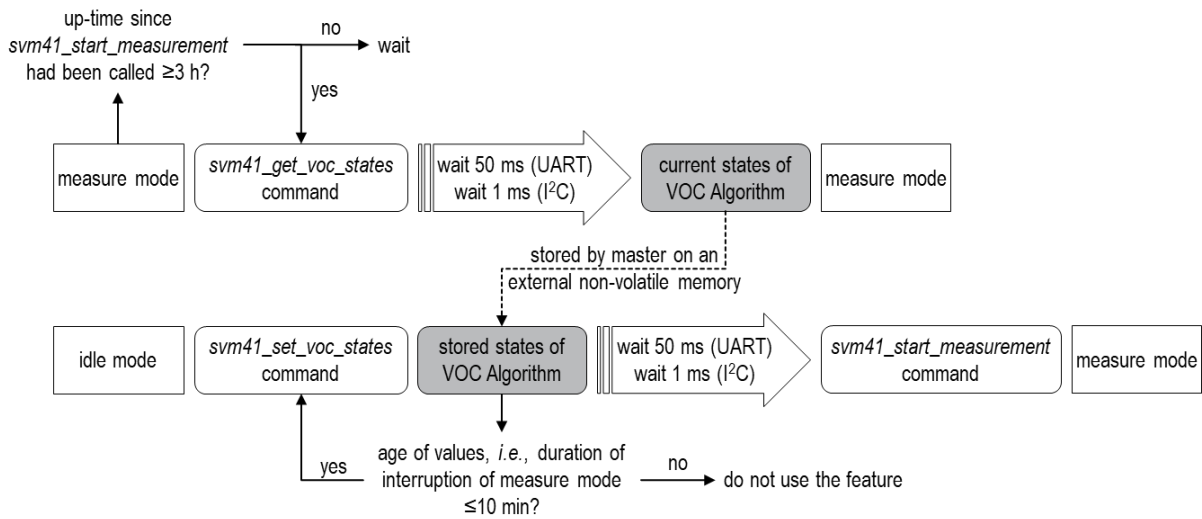 up-time since
svm41_start_measurement
had been called ≥3 h?
no
wait
yes
measure mode
svm41_get_voc_states
command
wait 50 ms (UART)
wait 1 ms (I²C)
current states of
VOC Algorithm
measure mode
stored by master on an
external non-volatile memory
idle mode
svm41_set_voc_states
command
stored states of
VOC Algorithm
wait 50 ms (UART)
wait 1 ms (I²C)
svm41_start_measurement
command
measure mode
yes
age of values, i.e., duration of
interruption of measure mode
≤10 min?
no
do not use the feature